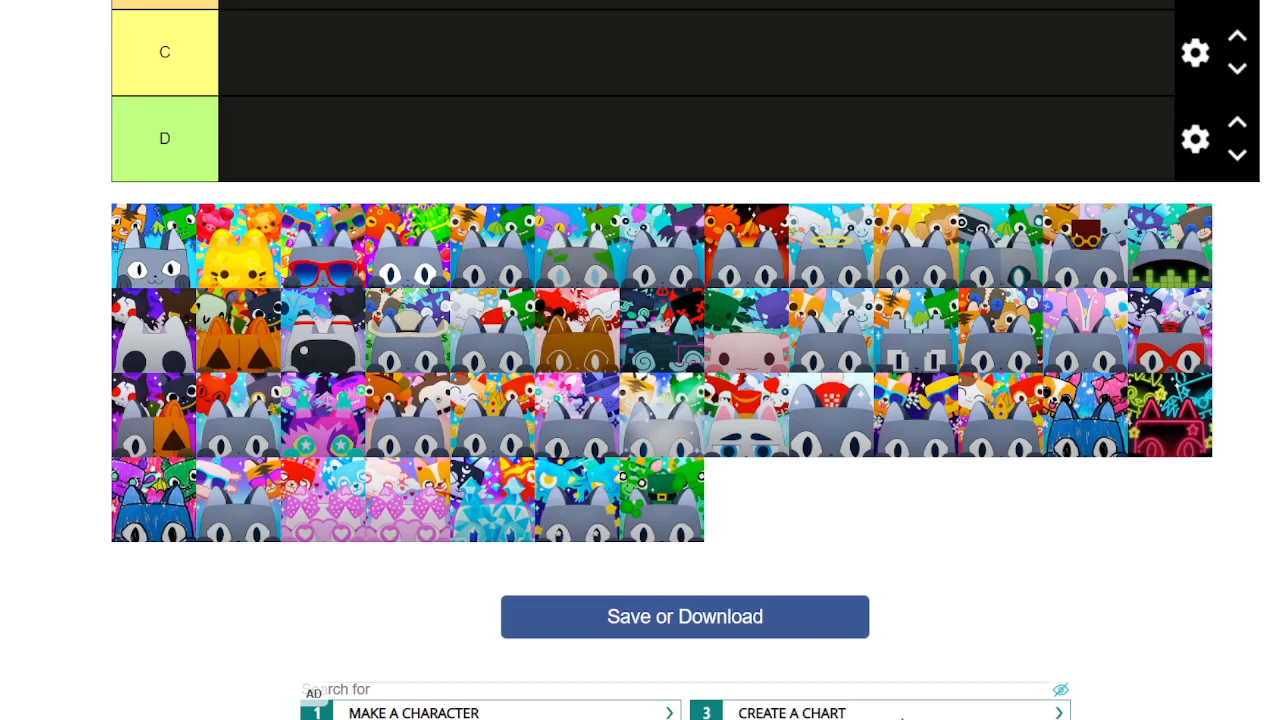 C
D
Save or Download
Search for
AD
1 MAKE A CHARACTER
3 CREATE A CHART